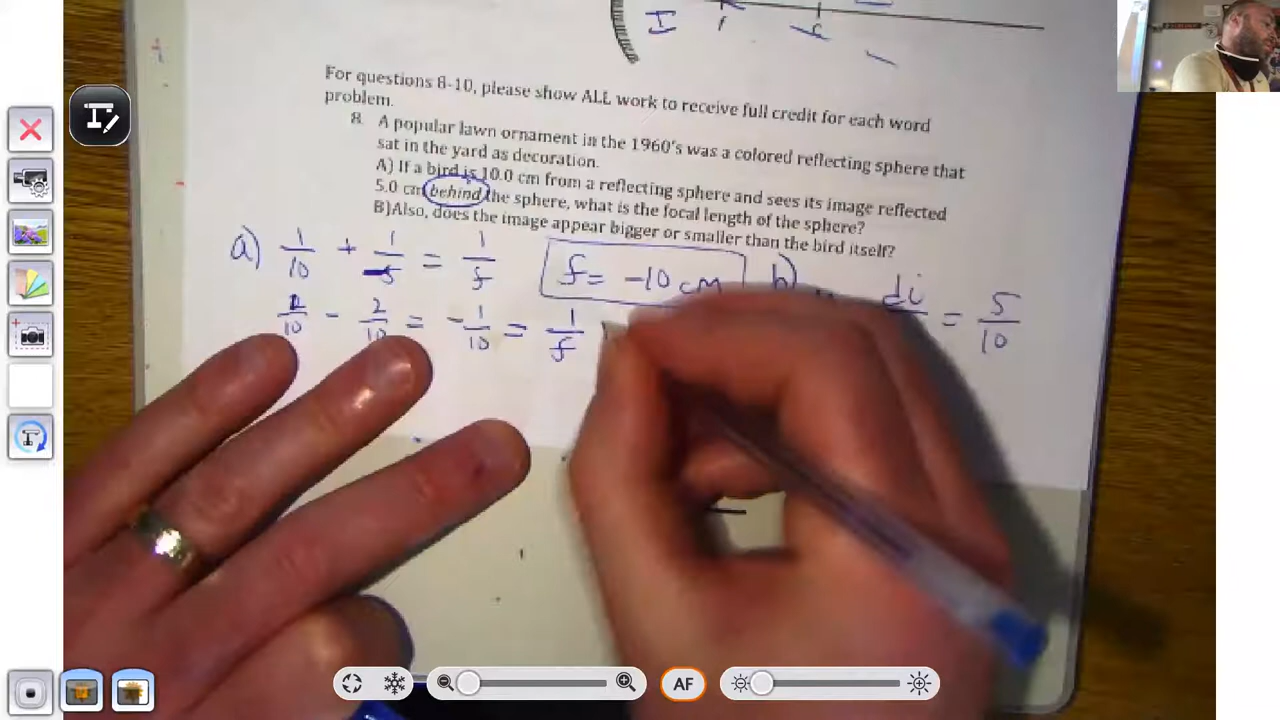 I
For questions 8-10, please show ALL work to receive full credit for each word
problem.
8. A popular lawn ornament in the 1960's was a colored reflecting sphere that
sat in the yard as decoration.
A) If a bird is 10.0 cm from a reflecting sphere and sees its image reflected
5.0 cm behind the sphere, what is the focal length of the sphere?
B)Also, does the image appear bigger or smaller than the bird itself?
a) 1/10 + 1/-5 = 1/f
f = -10 cm
b) di = 5/10
2/10 = -1/10 = 1/f
AF